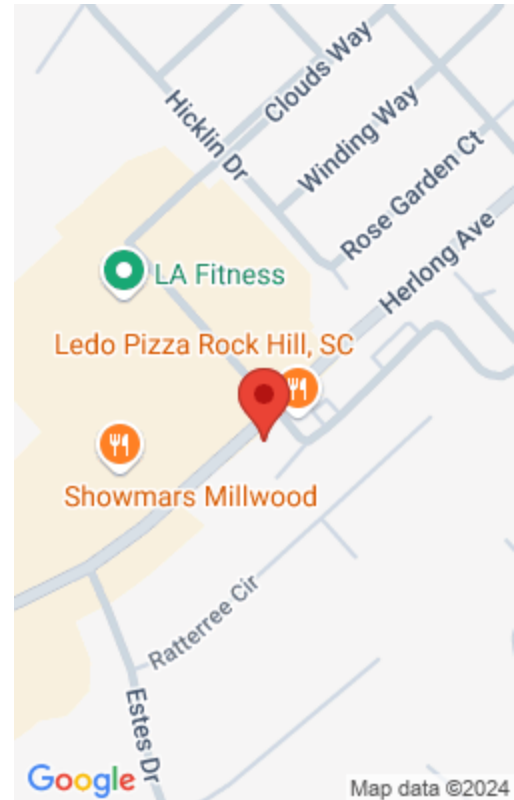 Clouds Way
Hicklin Dr
Winding Way
Rose Garden Ct
Herlong Ave
LA Fitness
Ledo Pizza Rock Hill, SC
Showmars Millwood
Ratterree Cir
Estes Dr
Google
Map data ©2024